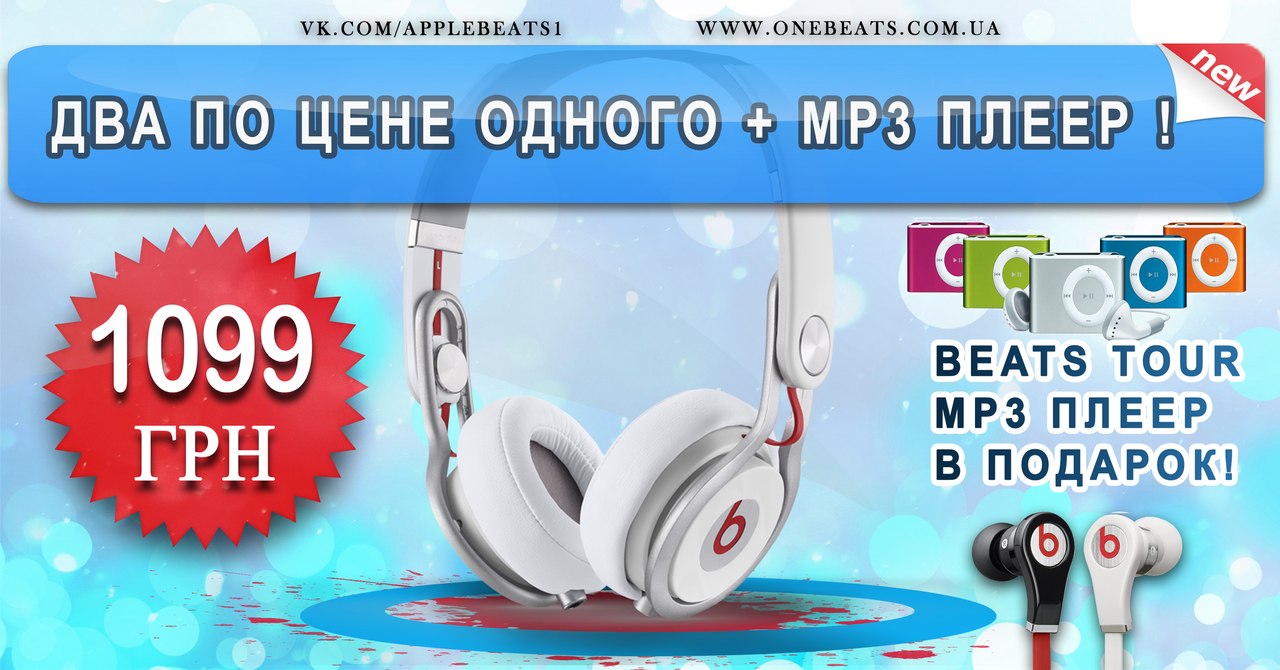 VK.COM/APPLEBEATS1
WWW.ONEBEATS.COM.UA
new
ДВА ПО ЦЕНЕ ОДНОГО + MP3 ПЛЕЕР !
1099
ГРН
BEATS TOUR
MP3 ПЛЕЕР
В ПОДАРОК!
L
b
b
b